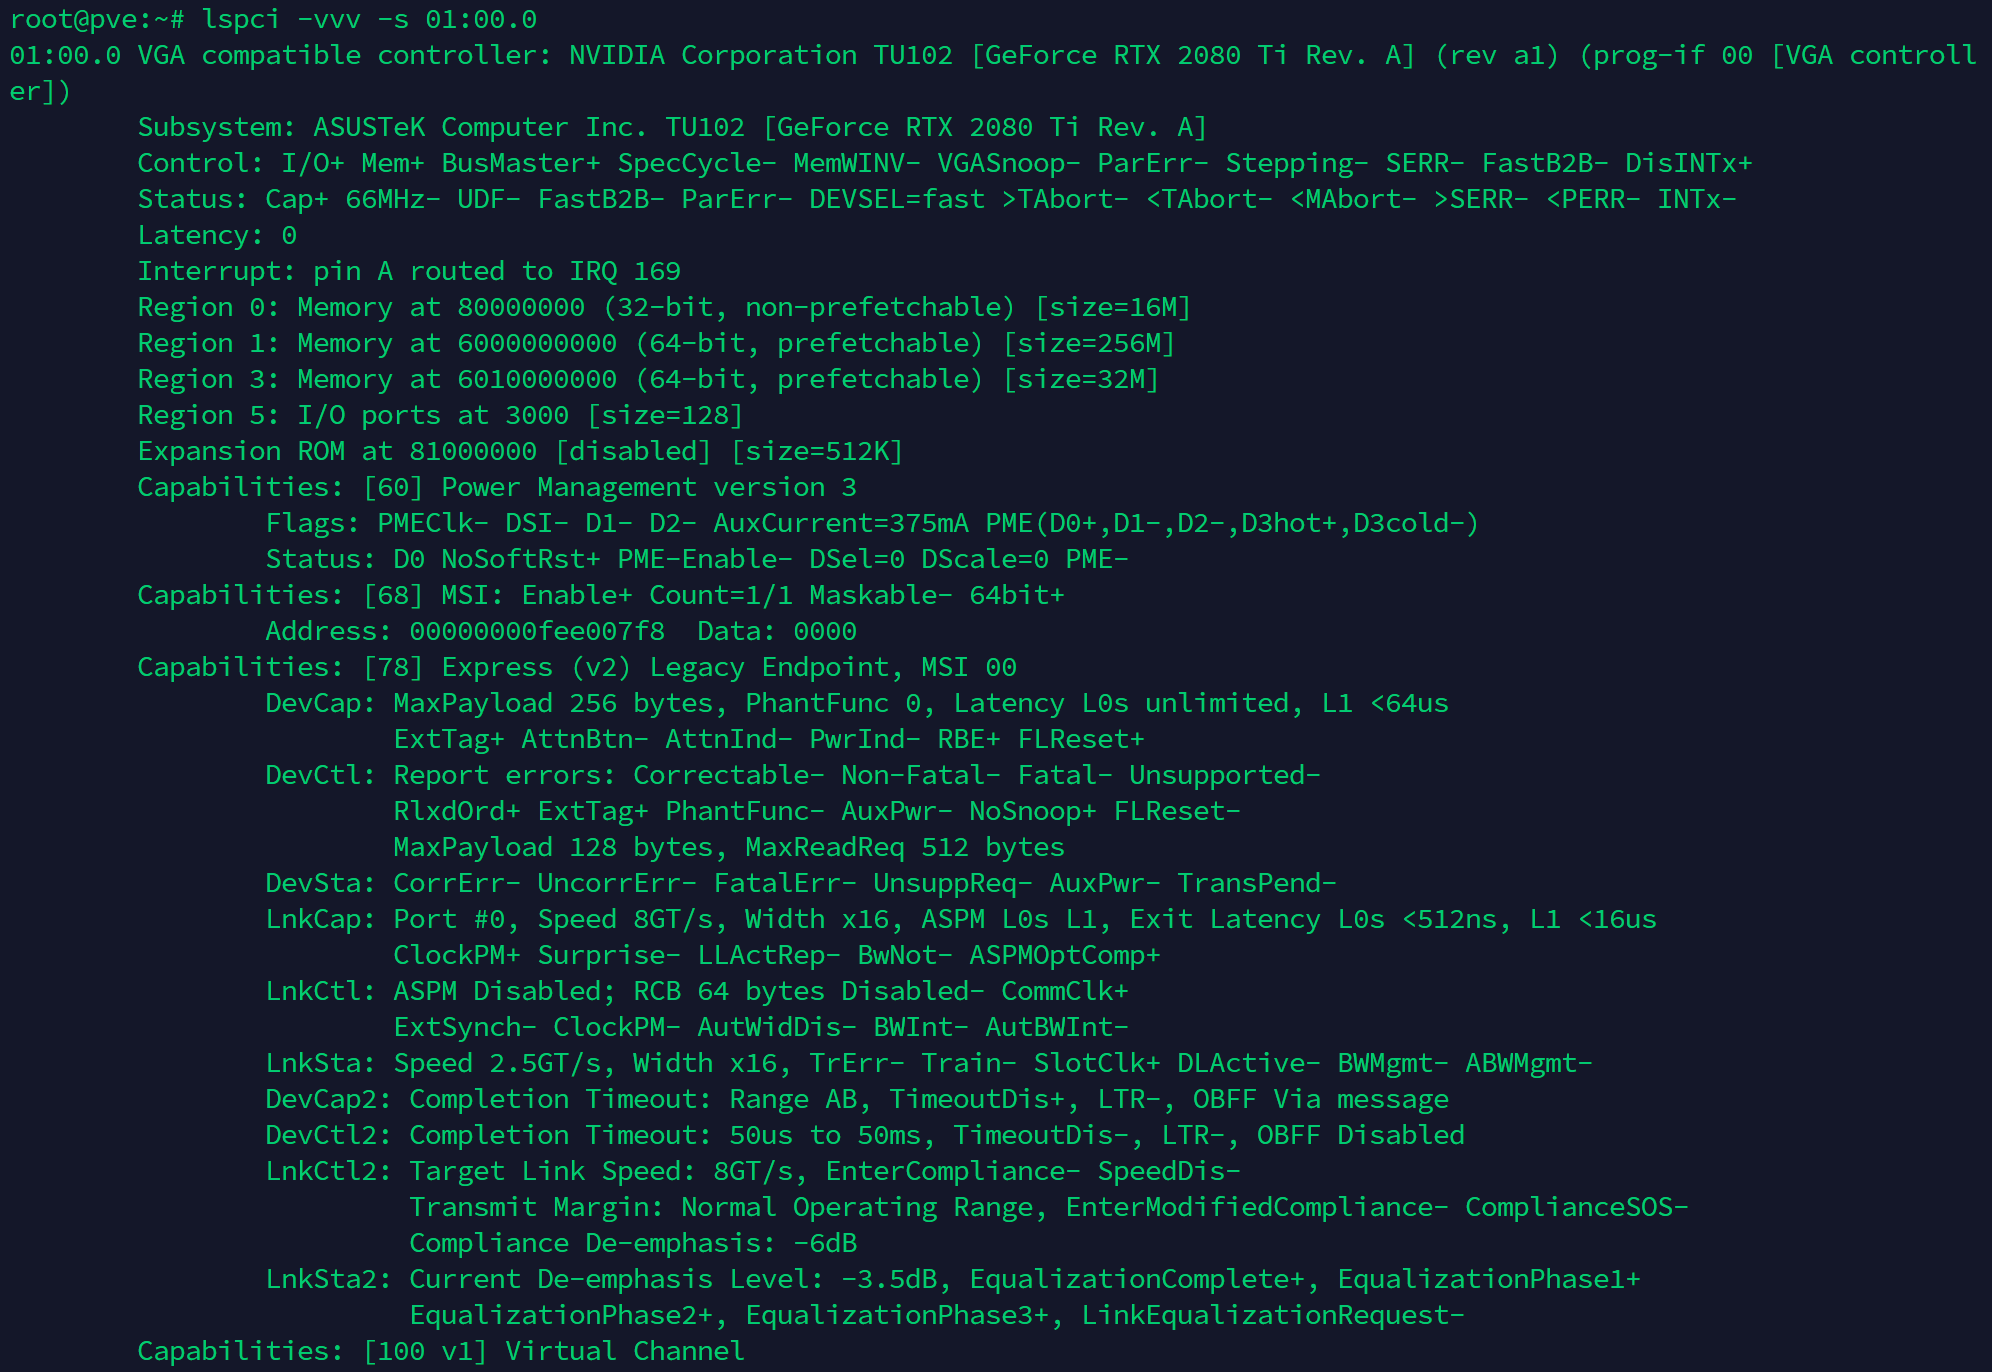 root@pve:~# lspci -vvv -s 01:00.0
01:00.0 VGA compatible controller: NVIDIA Corporation TU102 [GeForce RTX 2080 Ti Rev. A] (rev a1) (prog-if 00 [VGA controll
er])
Subsystem: ASUSTeK Computer Inc. TU102 [GeForce RTX 2080 Ti Rev. A]
Control: I/O+ Mem+ BusMaster+ SpecCycle- MemWINV- VGASnoop- ParErr- Stepping- SERR- FastB2B- DisINTx+
Status: Cap+ 66MHz- UDF- FastB2B- ParErr- DEVSEL=fast >TAbort- <TAbort- <MAbort- >SERR- <PERR- INTx-
Latency: 0
Interrupt: pin A routed to IRQ 169
Region 0: Memory at 80000000 (32-bit, non-prefetchable) [size=16M]
Region 1: Memory at 6000000000 (64-bit, prefetchable) [size=256M]
Region 3: Memory at 6010000000 (64-bit, prefetchable) [size=32M]
Region 5: I/O ports at 3000 [size=128]
Expansion ROM at 81000000 [disabled] [size=512K]
Capabilities: [60] Power Management version 3
Flags: PMEClk- DSI- D1- D2- AuxCurrent=375mA PME(D0+,D1-,D2-,D3hot+,D3cold-)
Status: D0 NoSoftRst+ PME-Enable- DSel=0 DScale=0 PME-
Capabilities: [68] MSI: Enable+ Count=1/1 Maskable- 64bit+
Address: 00000000fee007f8  Data: 0000
Capabilities: [78] Express (v2) Legacy Endpoint, MSI 00
DevCap: MaxPayload 256 bytes, PhantFunc 0, Latency L0s unlimited, L1 <64us
ExtTag+ AttnBtn- AttnInd- PwrInd- RBE+ FLReset+
DevCtl: Report errors: Correctable- Non-Fatal- Fatal- Unsupported-
RlxdOrd+ ExtTag+ PhantFunc- AuxPwr- NoSnoop+ FLReset-
MaxPayload 128 bytes, MaxReadReq 512 bytes
DevSta: CorrErr- UncorrErr- FatalErr- UnsuppReq- AuxPwr- TransPend-
LnkCap: Port #0, Speed 8GT/s, Width x16, ASPM L0s L1, Exit Latency L0s <512ns, L1 <16us
ClockPM+ Surprise- LLActRep- BwNot- ASPMOptComp+
LnkCtl: ASPM Disabled; RCB 64 bytes Disabled- CommClk+
ExtSynch- ClockPM- AutWidDis- BWInt- AutBWInt-
LnkSta: Speed 2.5GT/s, Width x16, TrErr- Train- SlotClk+ DLActive- BWMgmt- ABWMgmt-
DevCap2: Completion Timeout: Range AB, TimeoutDis+, LTR-, OBFF Via message
DevCtl2: Completion Timeout: 50us to 50ms, TimeoutDis-, LTR-, OBFF Disabled
LnkCtl2: Target Link Speed: 8GT/s, EnterCompliance- SpeedDis-
Transmit Margin: Normal Operating Range, EnterModifiedCompliance- ComplianceSOS-
Compliance De-emphasis: -6dB
LnkSta2: Current De-emphasis Level: -3.5dB, EqualizationComplete+, EqualizationPhase1+
EqualizationPhase2+, EqualizationPhase3+, LinkEqualizationRequest-
Capabilities: [100 v1] Virtual Channel